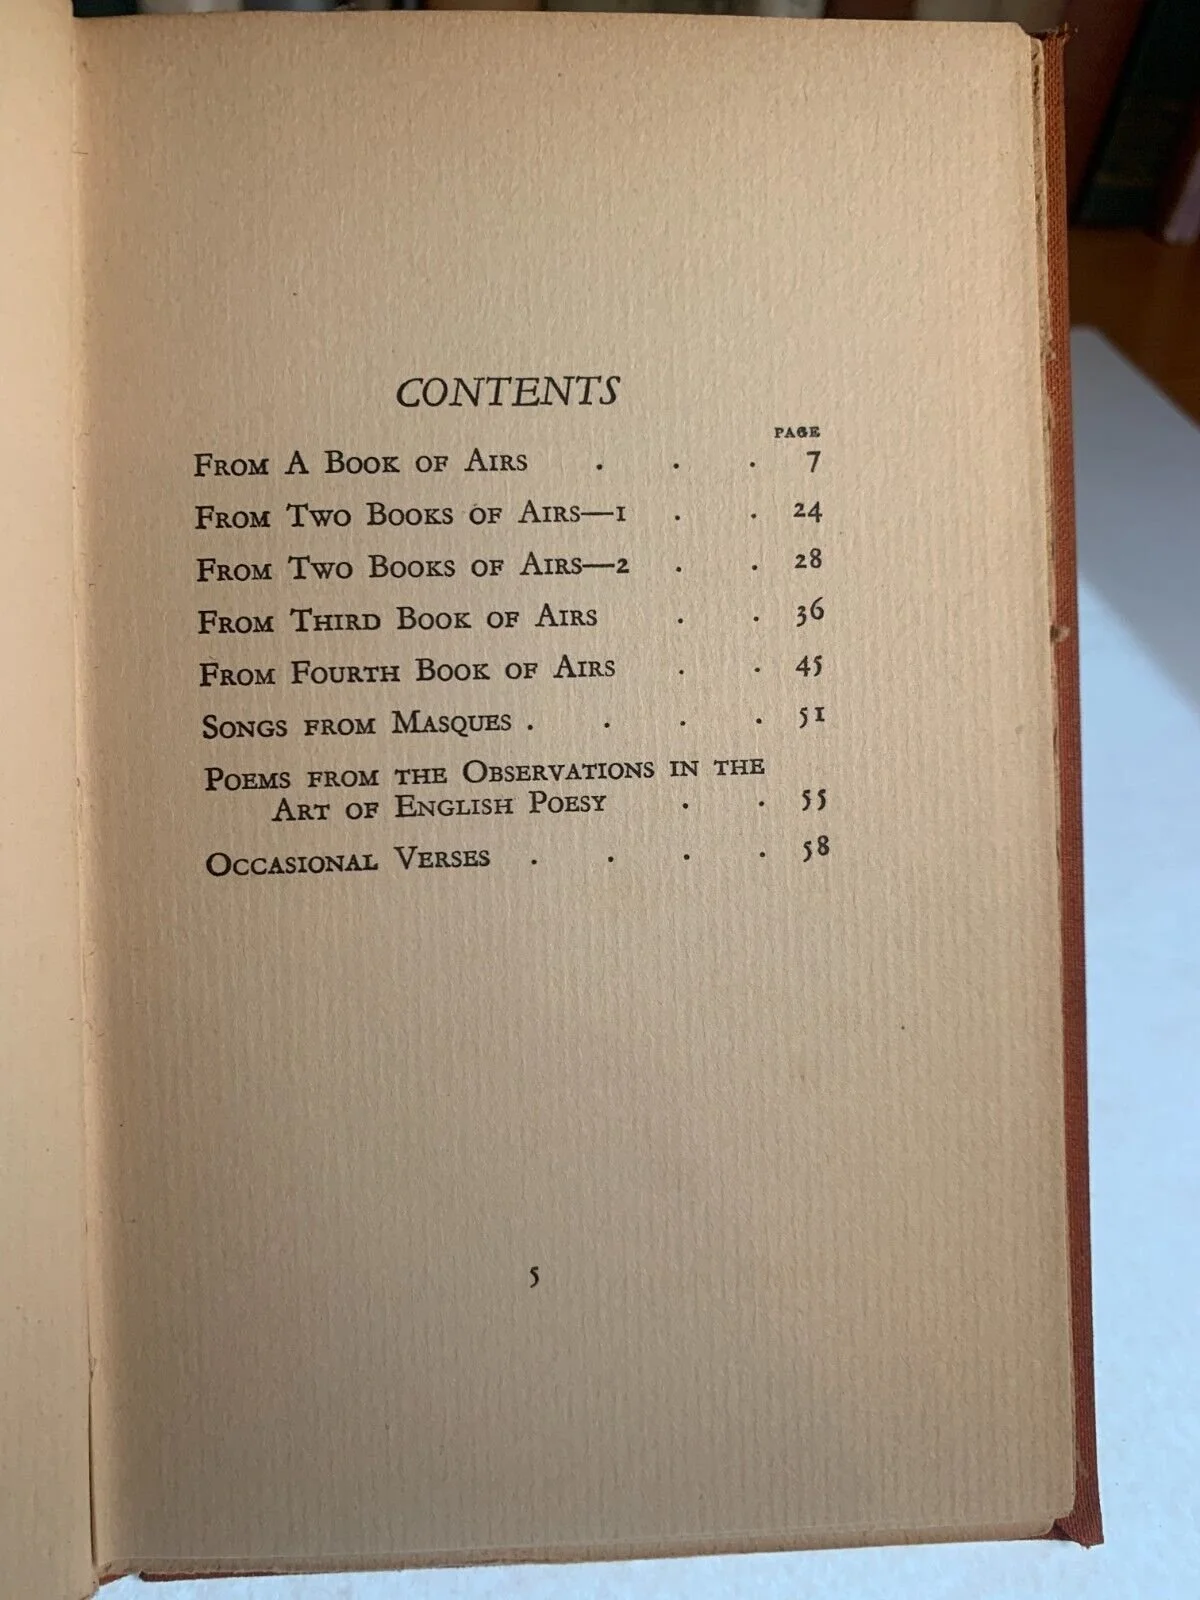 CONTENTS
PAGE
From A Book of Airs . . . 7
From Two Books of Airs—1 . . 24
From Two Books of Airs—2 . . 28
From Third Book of Airs . . 36
From Fourth Book of Airs . . 45
Songs from Masques . . . . 51
Poems from the Observations in the
Art of English Poesy . . 55
Occasional Verses . . . . 58
5